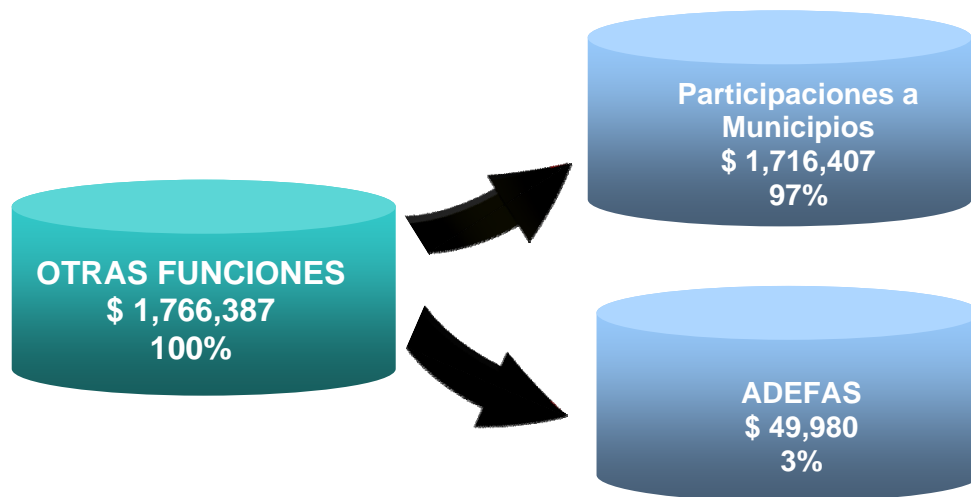 OTRAS FUNCIONES
$ 1,766,387
100%
Participaciones a
Municipios
$ 1,716,407
97%
ADEFAS
$ 49,980
3%